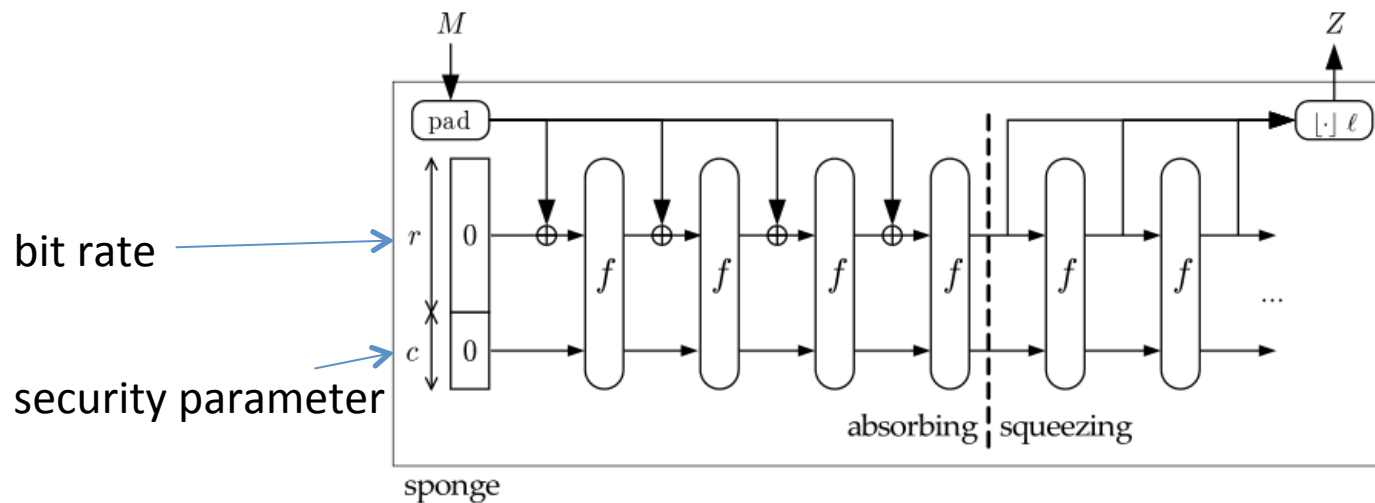 M
Z
pad
⌊·⌋ ℓ
bit rate
r
0
f
f
f
f
f
f
...
c
0
security parameter
absorbing
squeezing
sponge